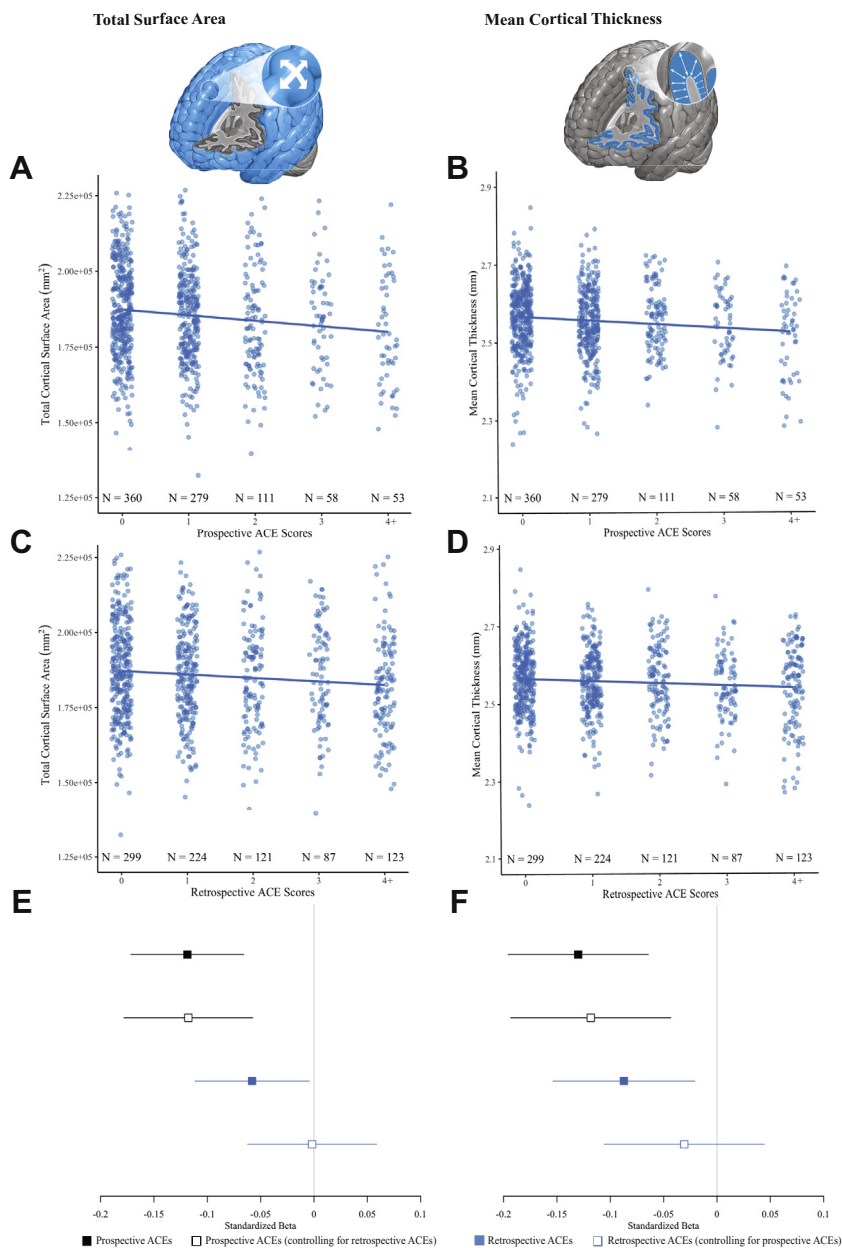 Total Surface Area
Mean Cortical Thickness
A
Total Cortical Surface Area (mm²)
2.25e+05
2.00e+05
1.75e+05
1.50e+05
1.25e+05
N = 360 N = 279 N = 111 N = 58 N = 53
0 1 2 3 4+
Prospective ACE Scores
B
Mean Cortical Thickness (mm)
2.9
2.7
2.5
2.3
2.1
N = 360 N = 279 N = 111 N = 58 N = 53
0 1 2 3 4+
Prospective ACE Scores
C
Total Cortical Surface Area (mm²)
2.25e+05
2.00e+05
1.75e+05
1.50e+05
1.25e+05
N = 299 N = 224 N = 121 N = 87 N = 123
0 1 2 3 4+
Retrospective ACE Scores
D
Mean Cortical Thickness (mm)
2.9
2.7
2.5
2.3
2.1
N = 299 N = 224 N = 121 N = 87 N = 123
0 1 2 3 4+
Retrospective ACE Scores
E
-0.2 -0.15 -0.1 -0.05 0 0.05 0.1
Standardized Beta
F
-0.2 -0.15 -0.1 -0.05 0 0.05 0.1
Standardized Beta
Prospective ACEs Prospective ACEs (controlling for retrospective ACEs) Retrospective ACEs Retrospective ACEs (controlling for prospective ACEs)